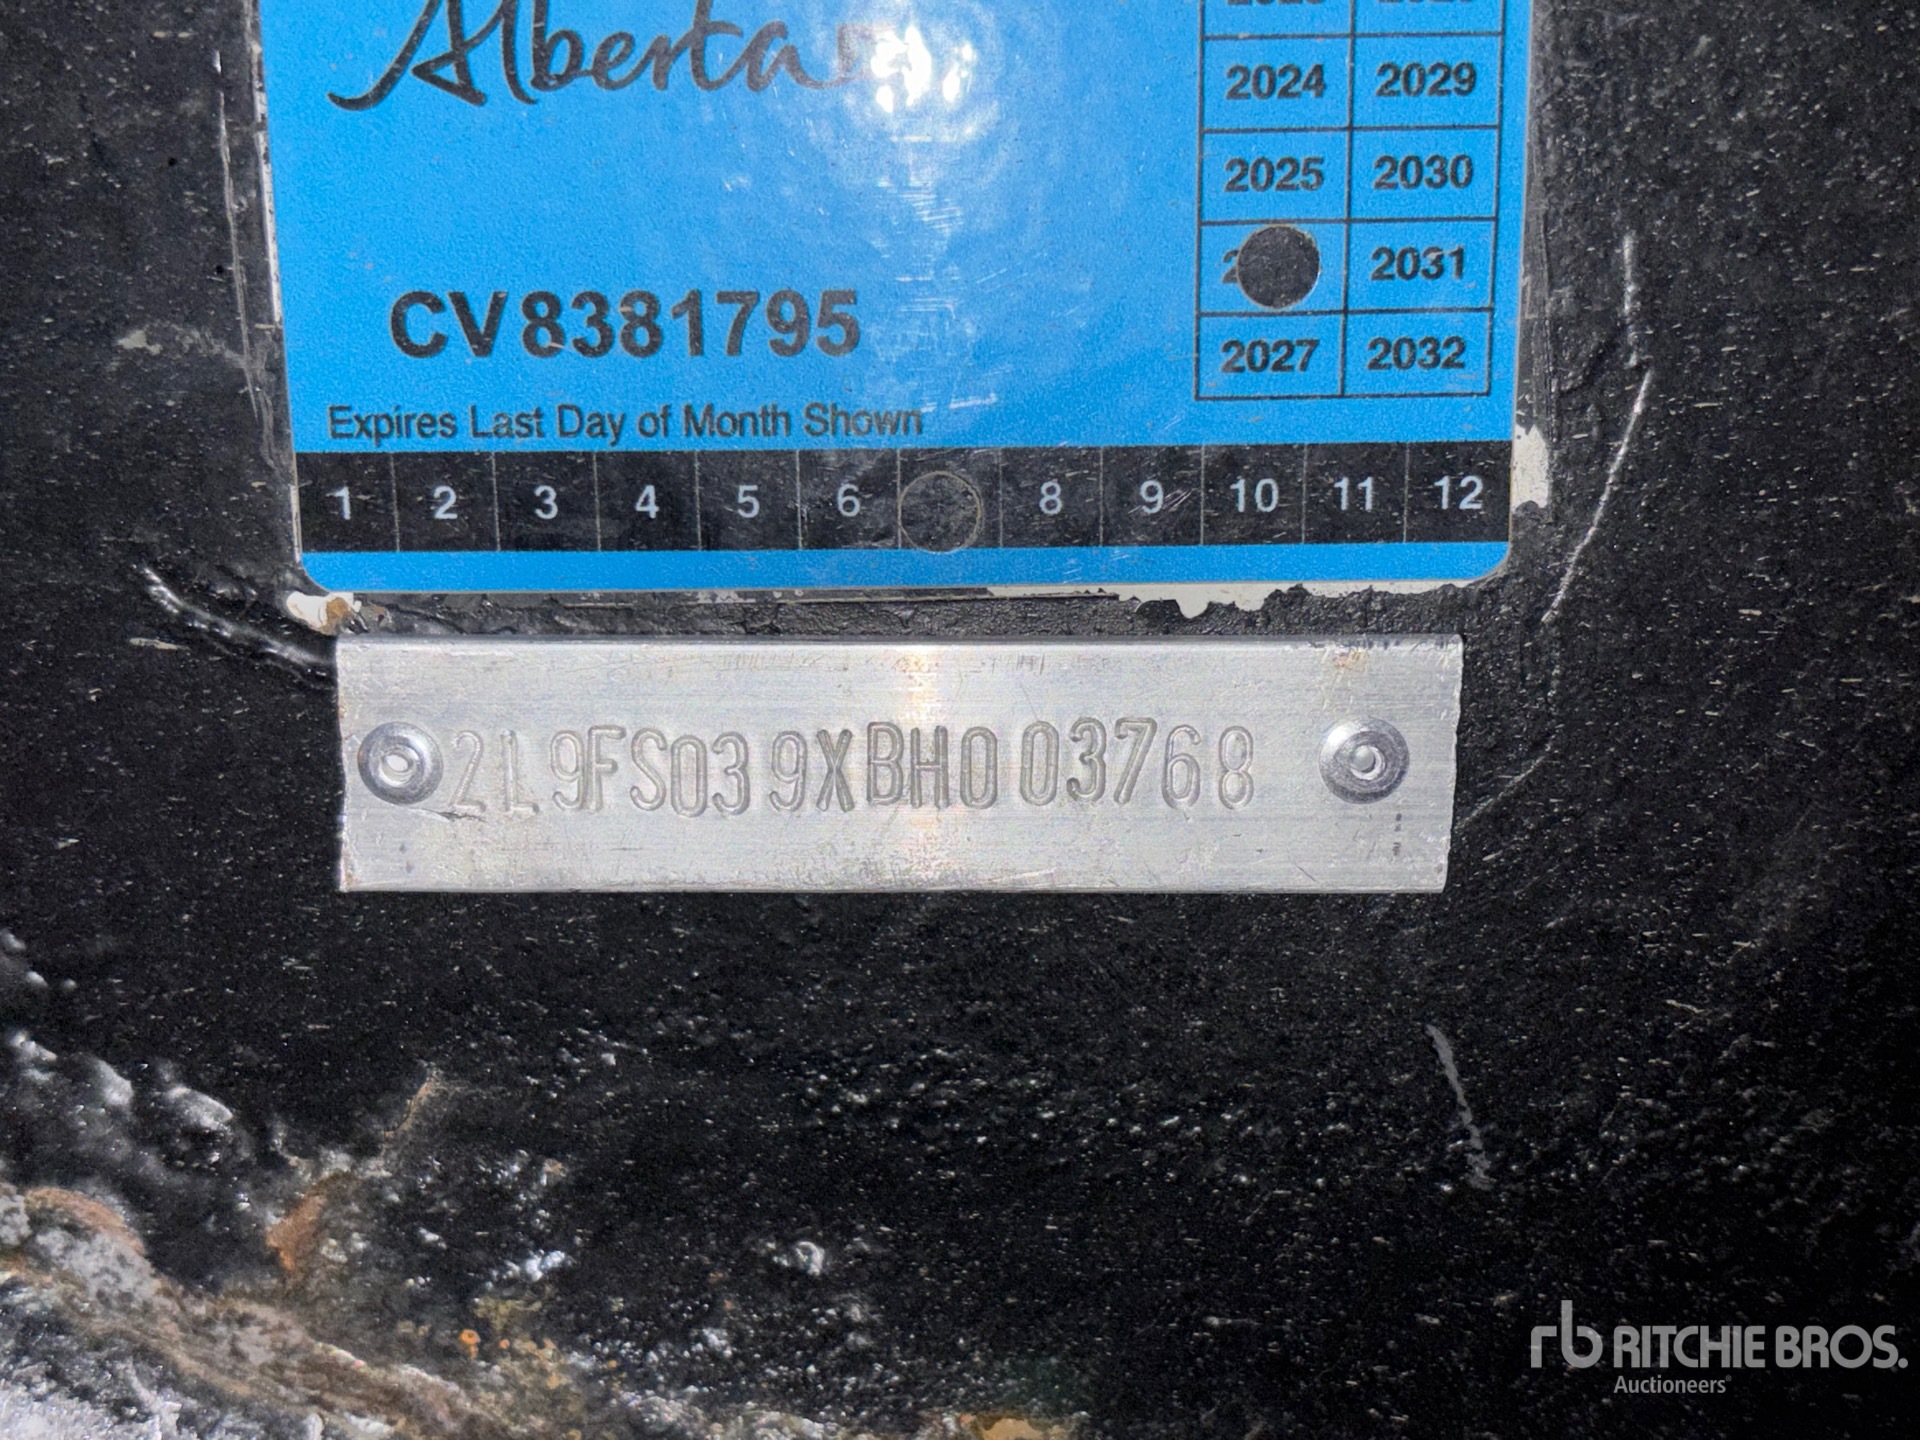 Alberta
2024 2029
2025 2030
2031
CV8381795
2027 2032
Expires Last Day of Month Shown
1 2 3 4 5 6 8 9 10 11 12
2L9FS039XBH003768
rb RITCHIE BROS.
Auctioneers